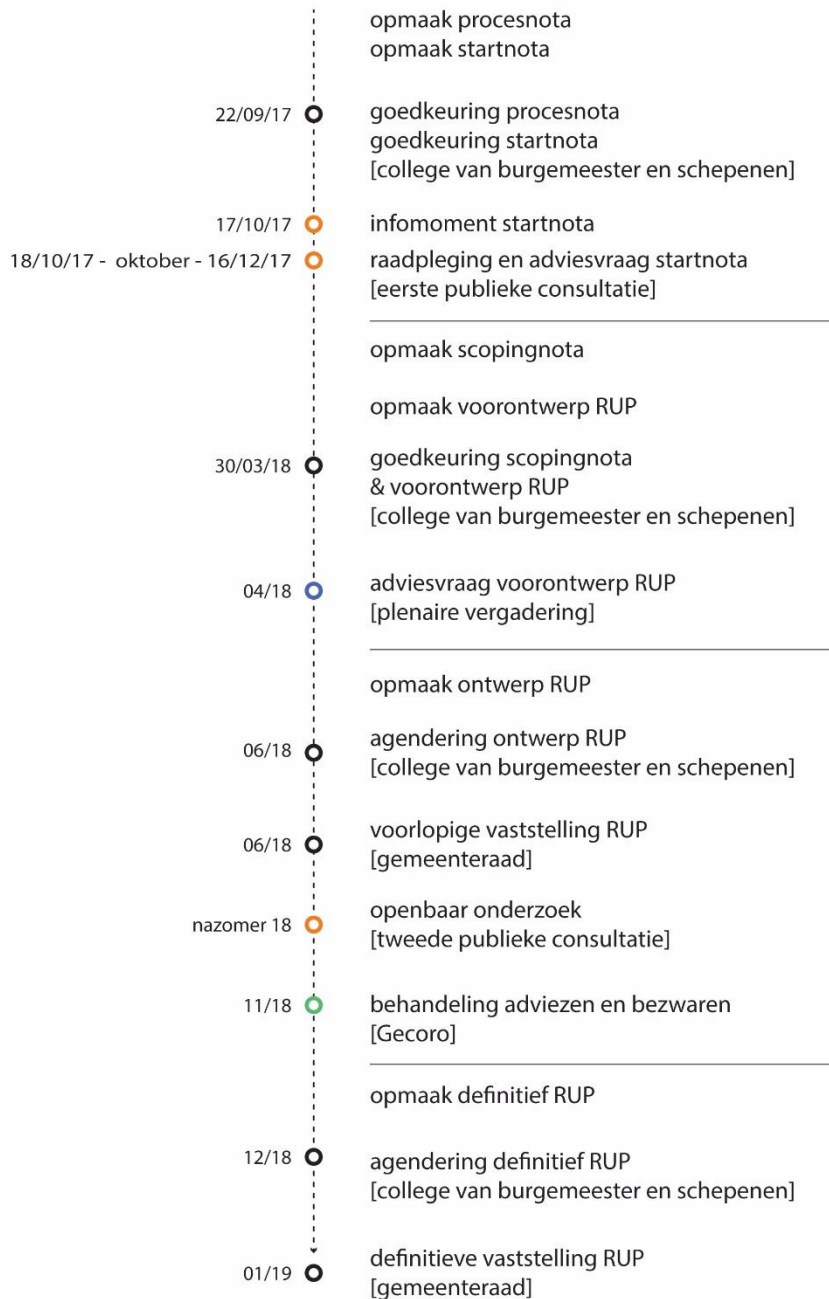 opmaak procesnota
opmaak startnota
22/09/17 goedkeuring procesnota
goedkeuring startnota
[college van burgemeester en schepenen]
17/10/17 infomoment startnota
18/10/17 - oktober - 16/12/17 raadpleging en adviesvraag startnota
[eerste publieke consultatie]
opmaak scopingnota
opmaak voorontwerp RUP
30/03/18 goedkeuring scopingnota
& voorontwerp RUP
[college van burgemeester en schepenen]
04/18 adviesvraag voorontwerp RUP
[plenaire vergadering]
opmaak ontwerp RUP
06/18 agendering ontwerp RUP
[college van burgemeester en schepenen]
06/18 voorlopige vaststelling RUP
[gemeenteraad]
nazomer 18 openbaar onderzoek
[tweede publieke consultatie]
11/18 behandeling adviezen en bezwaren
[Gecoro]
opmaak definitief RUP
12/18 agendering definitief RUP
[college van burgemeester en schepenen]
01/19 definitieve vaststelling RUP
[gemeenteraad]